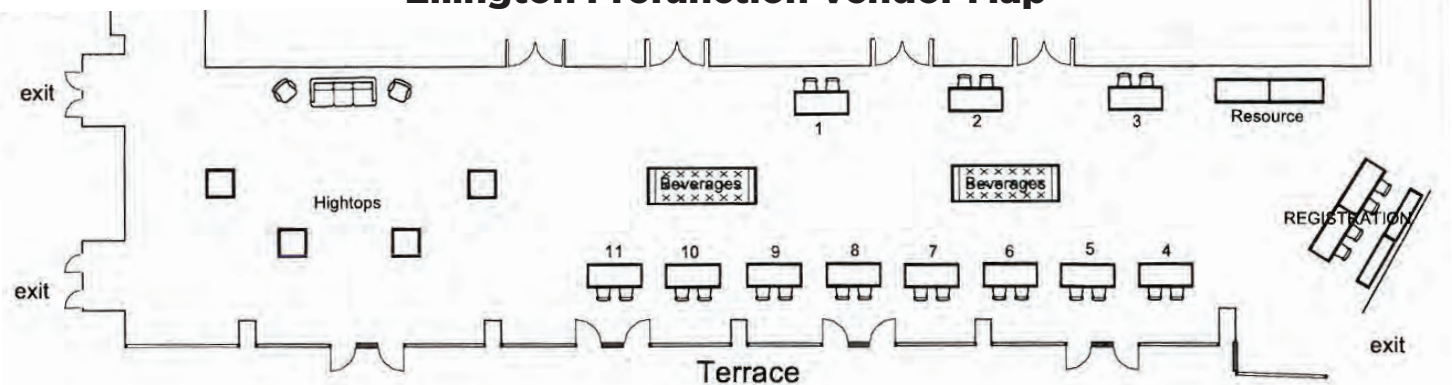 Ellington Prefunction Vendor Map
exit
1
2
3
Resource
Hightops
Beverages
Beverages
REGISTRATION
11
10
9
8
7
6
5
4
exit
exit
Terrace